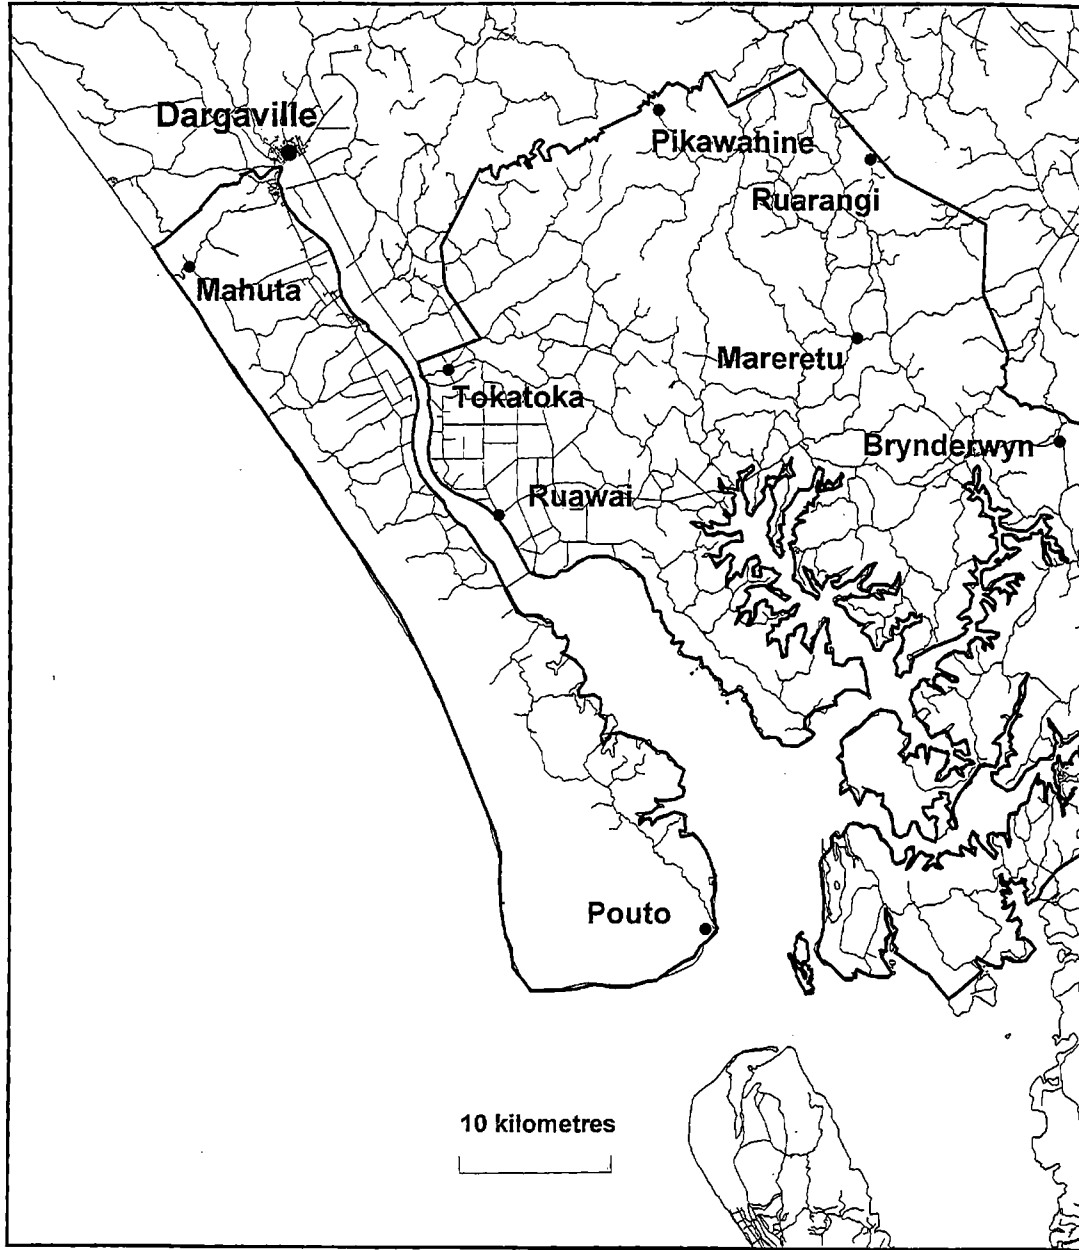 Dargaville
Pikawahine
Ruarangi
Mahuta
Mareretu
Tokatoka
Brynderwyn
Ruawai
Pouto
10 kilometres